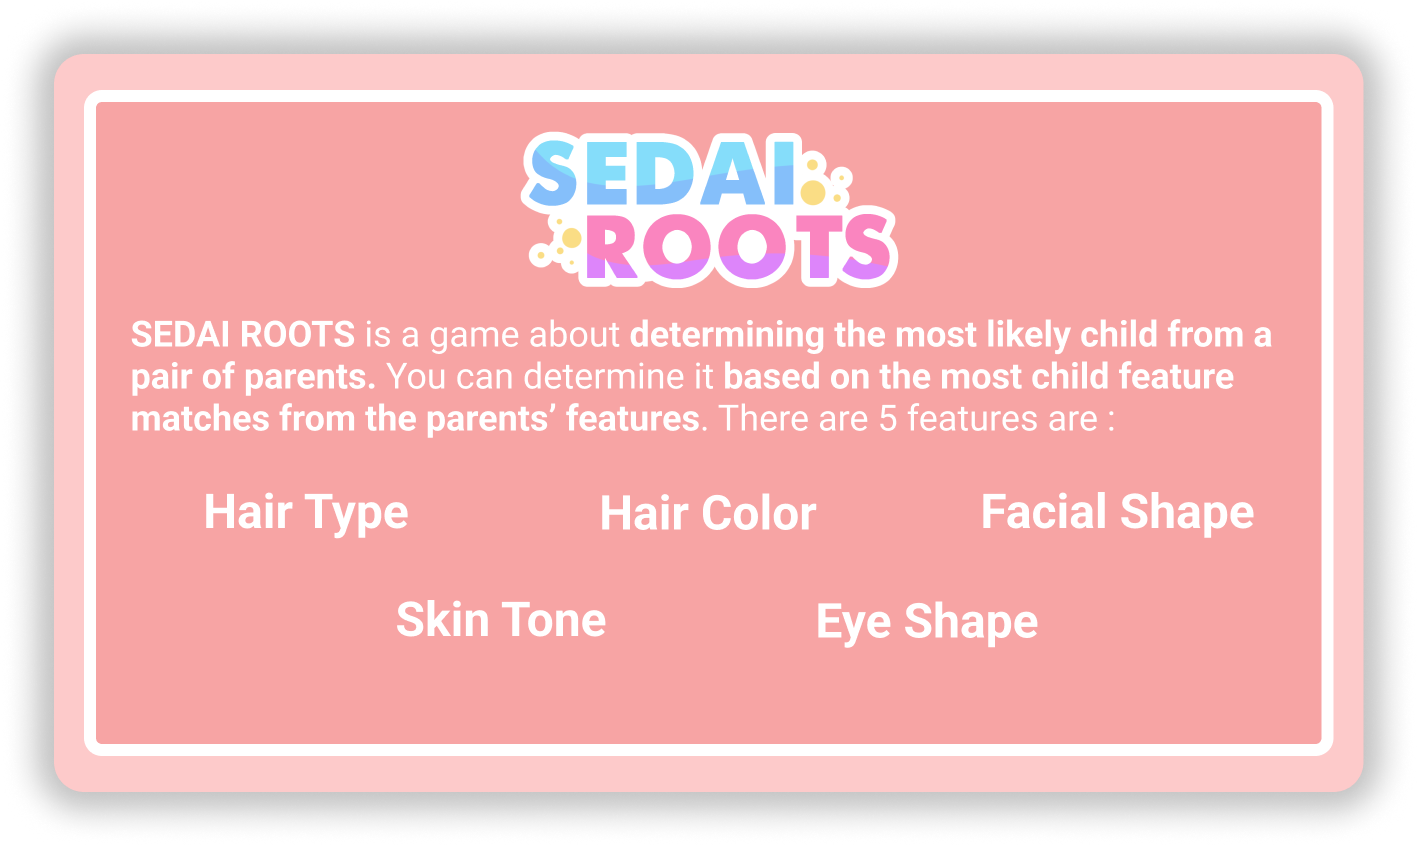 SEDAI
ROOTS
SEDAI ROOTS is a game about determining the most likely child from a
pair of parents. You can determine it based on the most child feature
matches from the parents’ features. There are 5 features are :
Hair Type Hair Color Facial Shape
Skin Tone Eye Shape